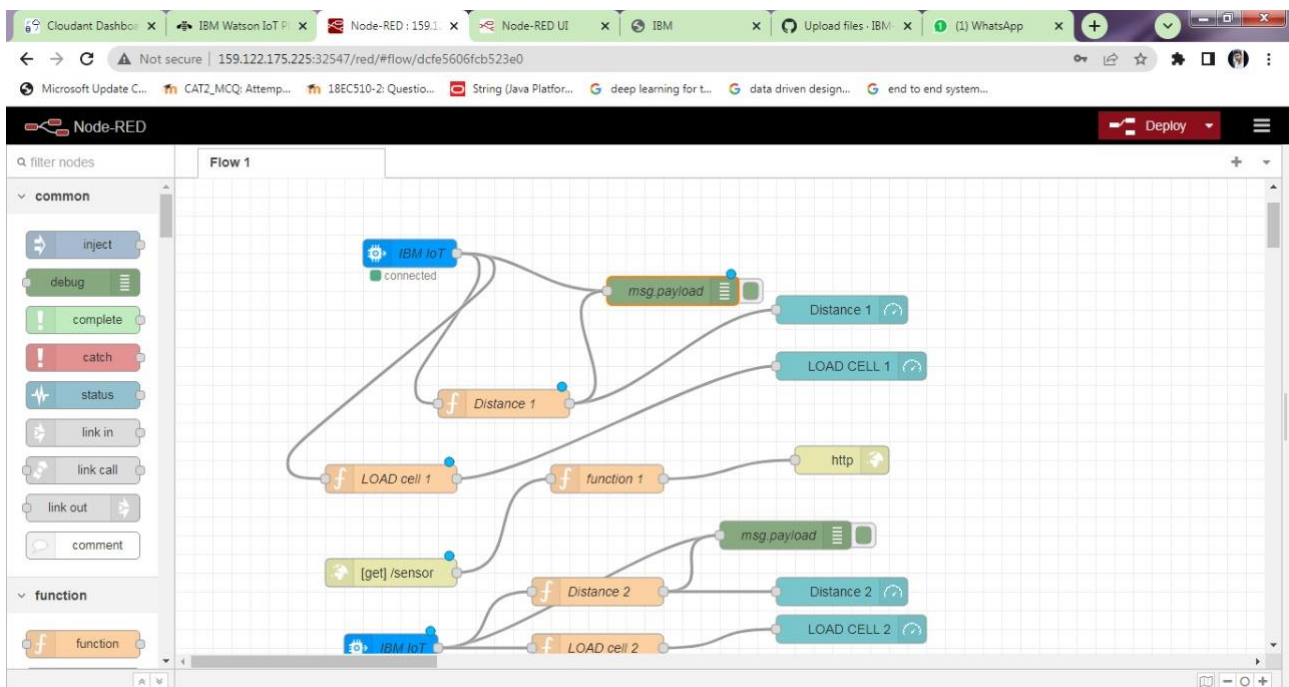 Cloudant Dashbo
IBM Watson IoT Pl
Node-RED : 159.1
Node-RED UI
IBM
Upload files · IBM-
(1) WhatsApp
Not secure | 159.122.175.225:32547/red/#flow/dcfe5606fcb523e0
Microsoft Update C...
CAT2_MCQ: Attemp...
18EC510-2: Questio...
String (Java Platfor...
deep learning for t...
data driven design...
end to end system...
Node-RED
Deploy
filter nodes
Flow 1
common
inject
debug
complete
catch
status
link in
link call
link out
comment
function
function
IBM IoT
connected
msg.payload
Distance 1
LOAD CELL 1
Distance 1
LOAD cell 1
function 1
http
[get] /sensor
msg.payload
Distance 2
Distance 2
IBM IoT
LOAD cell 2
LOAD CELL 2